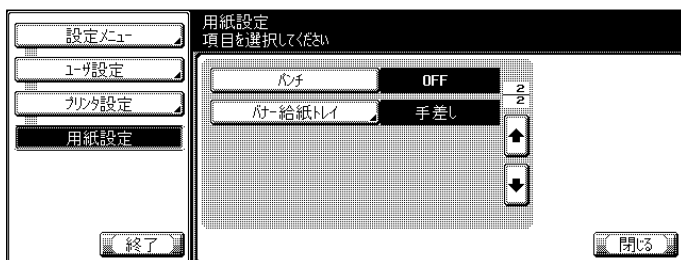 設定ﾒﾆｭｰ
ﾕｰｻﾞ設定
ﾌﾟﾘﾝﾀ設定
用紙設定
終了
用紙設定
項目を選択してください
ﾊﾟﾝﾁ OFF
ﾊﾞﾅｰ給紙ﾄﾚｲ 手差し
2
2
閉じる